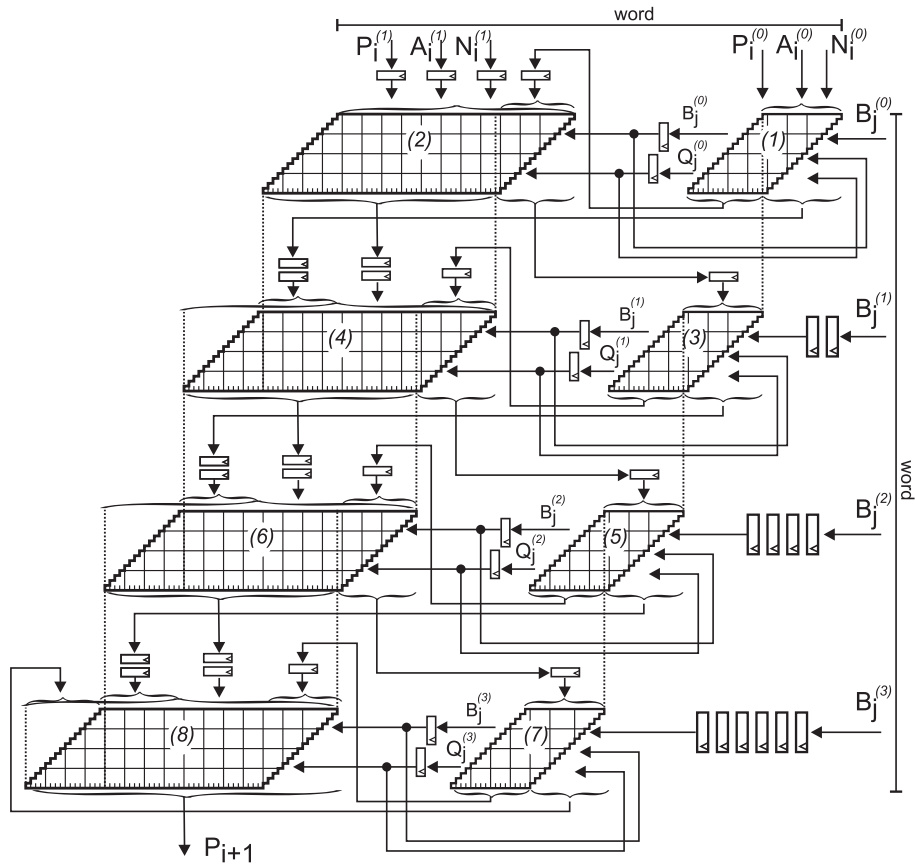 word
P_i^(1) A_i^(1) N_i^(1) P_i^(0) A_i^(0) N_i^(0)
B_j^(0) B_j^(0)
(2) (1)
Q_j^(0)
B_j^(1) B_j^(1)
(4) (3)
Q_j^(1)
word
B_j^(2) B_j^(2)
(6) (5)
Q_j^(2)
B_j^(3) B_j^(3)
(8) (7)
Q_j^(3)
P_i+1